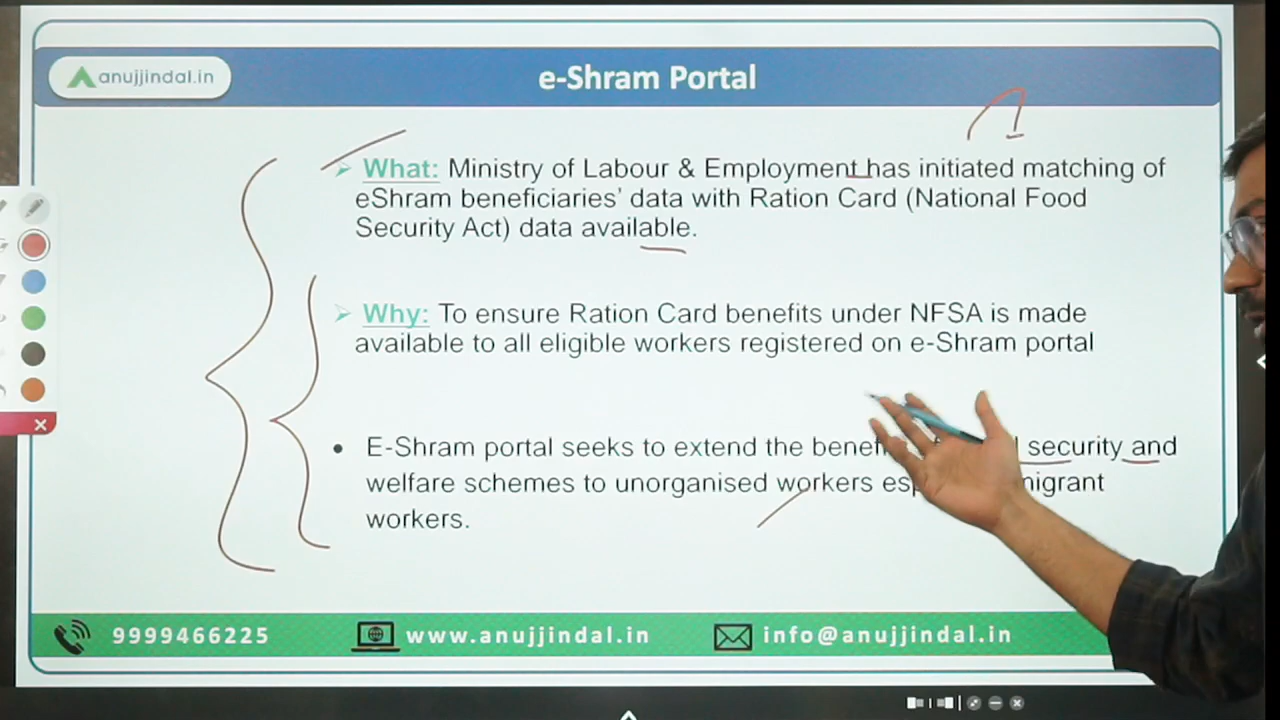 anujjindal.in
e-Shram Portal
What: Ministry of Labour & Employment has initiated matching of
eShram beneficiaries' data with Ration Card (National Food
Security Act) data available.
Why: To ensure Ration Card benefits under NFSA is made
available to all eligible workers registered on e-Shram portal
E-Shram portal seeks to extend the security and
welfare schemes to unorganised workers
workers.
9999466225
www.anujjindal.in
info@anujjindal.in